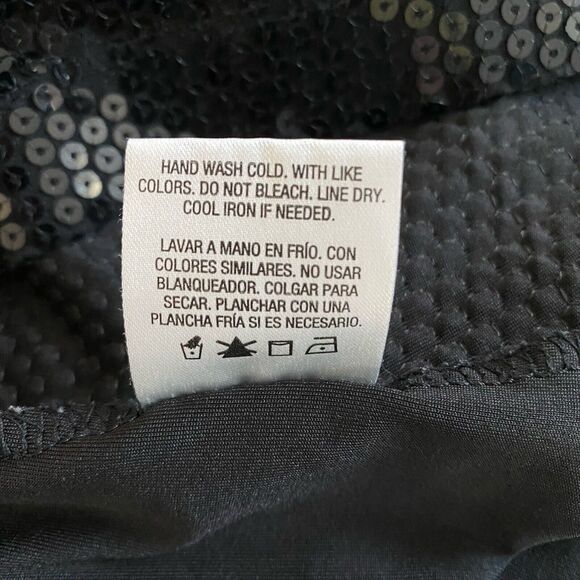 HAND WASH COLD. WITH LIKE
COLORS. DO NOT BLEACH. LINE DRY.
COOL IRON IF NEEDED.
LAVAR A MANO EN FRÍO. CON
COLORES SIMILARES. NO USAR
BLANQUEADOR. COLGAR PARA
SECAR. PLANCHAR CON UNA
PLANCHA FRÍA SI ES NECESARIO.